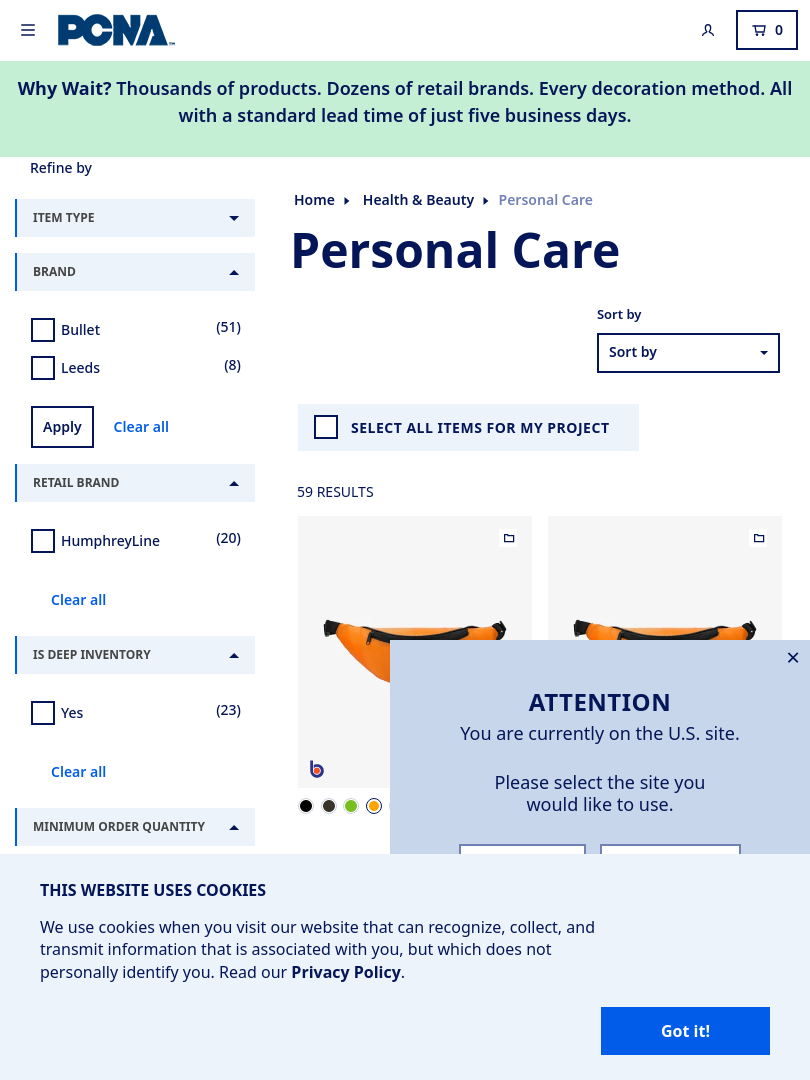 PCNA
0
Why Wait? Thousands of products. Dozens of retail brands. Every decoration method. All
with a standard lead time of just five business days.
Refine by
ITEM TYPE
BRAND
Bullet (51)
Leeds (8)
Apply Clear all
RETAIL BRAND
HumphreyLine (20)
Clear all
IS DEEP INVENTORY
Yes (23)
Clear all
MINIMUM ORDER QUANTITY
Home Health & Beauty Personal Care
Personal Care
Sort by
Sort by
SELECT ALL ITEMS FOR MY PROJECT
59 RESULTS
b
ATTENTION
You are currently on the U.S. site.
Please select the site you
would like to use.
THIS WEBSITE USES COOKIES
We use cookies when you visit our website that can recognize, collect, and
transmit information that is associated with you, but which does not
personally identify you. Read our Privacy Policy.
Got it!